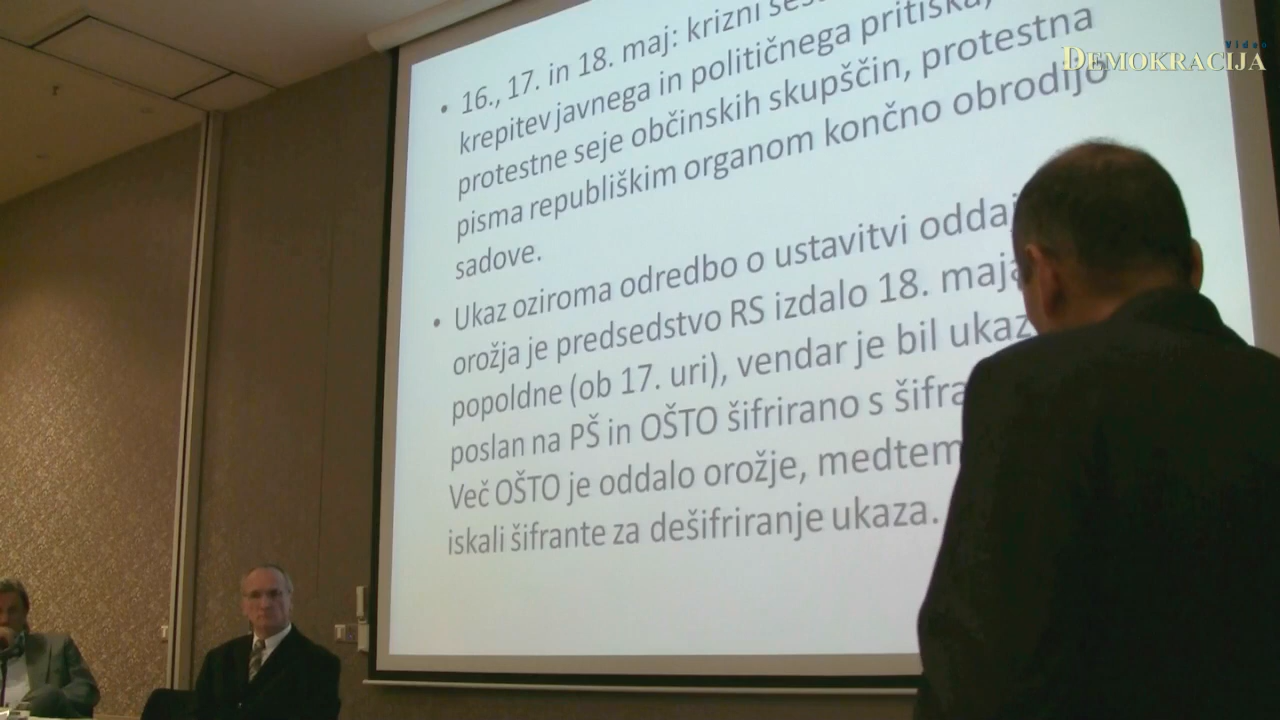 Video
DEMOKRACIJA
• 16., 17. in 18. maj: krizni
krepitev javnega in političnega pritiska,
protestne seje občinskih skupščin, protestna
pisma republiškim organom končno obrodijo
sadove.
• Ukaz oziroma odredbo o ustavitvi
orožja je predsedstvo RS izdalo 18. maja
popoldne (ob 17. uri), vendar je bil ukaz
poslan na PŠ in OŠTO šifrirano s
Več OŠTO je oddalo orožje, medtem
iskali šifrante za dešifriranje ukaza.